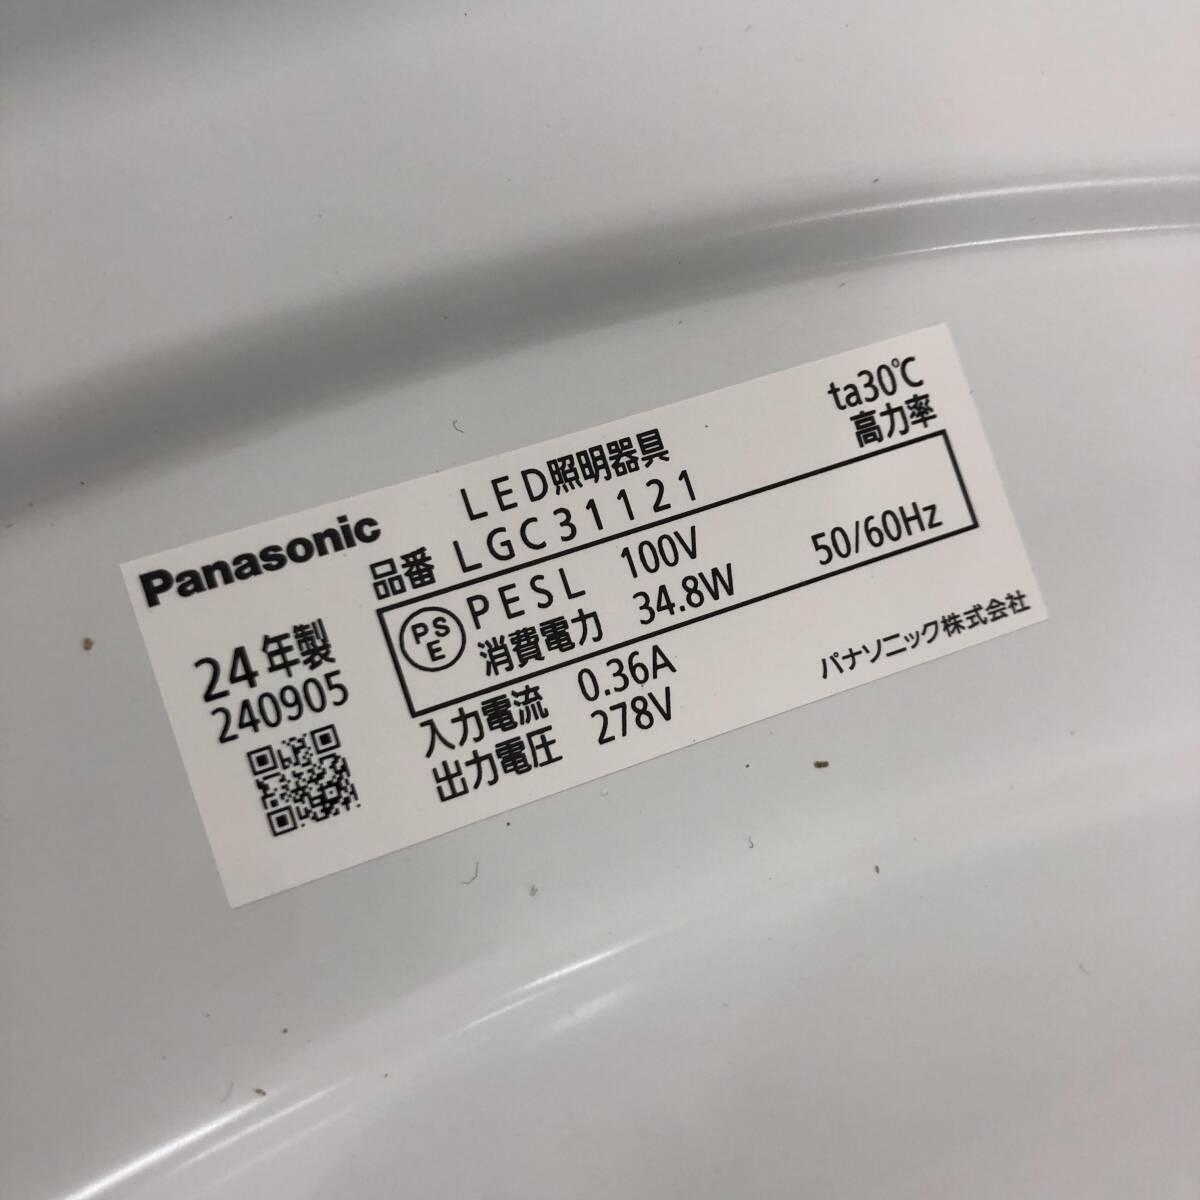 Panasonic
24年製
240905
LED照明器具
品番 LGC31121
ta30℃
高力率
PSE PESL 100V 50/60Hz
消費電力 34.8W
入力電流 0.36A
出力電圧 278V
パナソニック株式会社